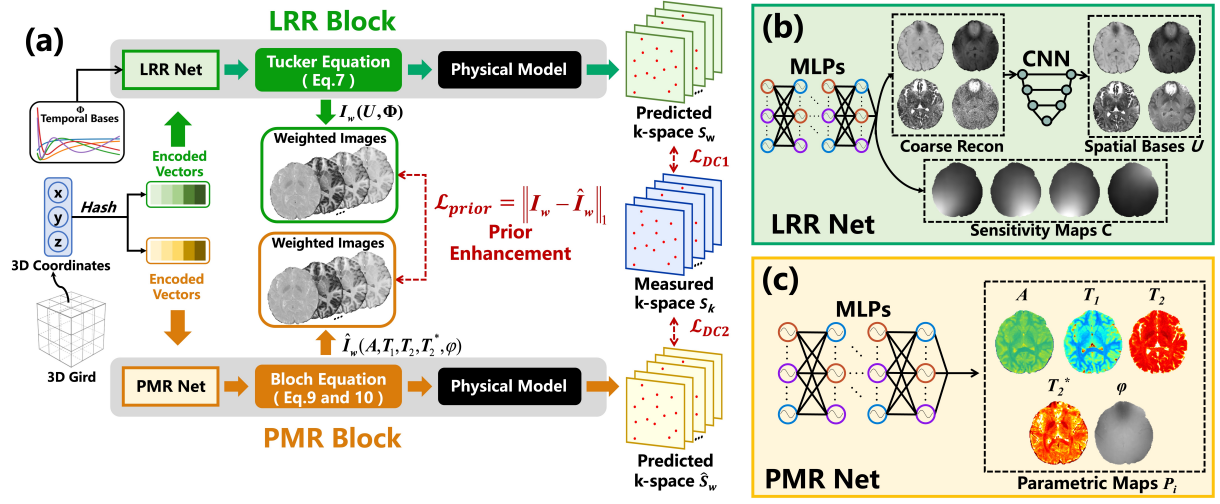 (a)
LRR Block
LRR Net
Tucker Equation
( Eq.7 )
Physical Model
Φ
Temporal Bases
I_w(U,Φ)
Weighted Images
...
Encoded
Vectors
x
y
z
Hash
3D Coordinates
3D Gird
Encoded
Vectors
ℒ_prior = ‖I_w − Î_w‖_1
Prior
Enhancement
Weighted Images
...
Î_w(A,T_1,T_2,T_2^*,φ)
PMR Net
Bloch Equation
( Eq.9 and 10 )
Physical Model
PMR Block
...
Predicted
k-space S_w
ℒ_DC1
...
Measured
k-space S_k
ℒ_DC2
...
Predicted
k-space Ŝ_w
(b)
MLPs
CNN
Coarse Recon
Spatial Bases U
Sensitivity Maps C
LRR Net
(c)
MLPs
A
T_1
T_2
T_2^*
φ
Parametric Maps P_i
PMR Net